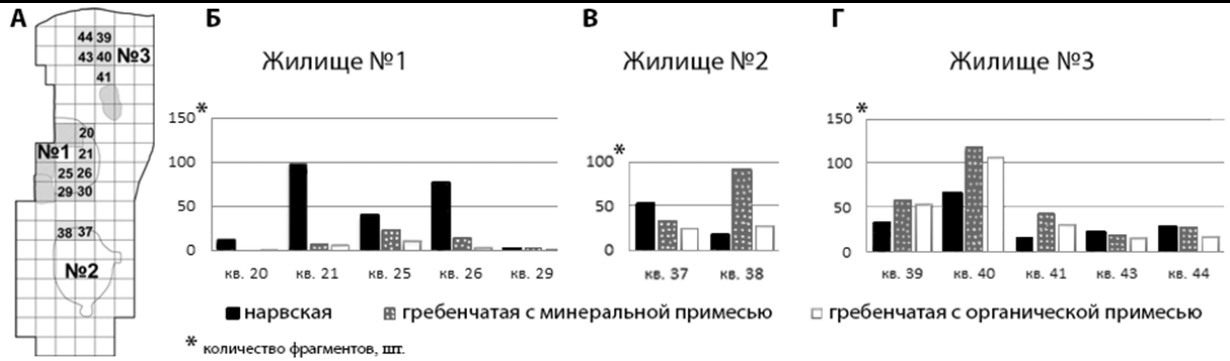 А
44 39
43 40 №3
41
20
№1 21
25 26
29 30
38 37
№2
Б
Жилище №1
*
150
100
50
0
кв. 20 кв. 21 кв. 25 кв. 26 кв. 29
В
Жилище №2
*
100
50
0
кв. 37 кв. 38
Г
Жилище №3
*
150
100
50
0
кв. 39 кв. 40 кв. 41 кв. 43 кв. 44
нарвская гребенчатая с минеральной примесью гребенчатая с органической примесью
* количество фрагментов, шт.